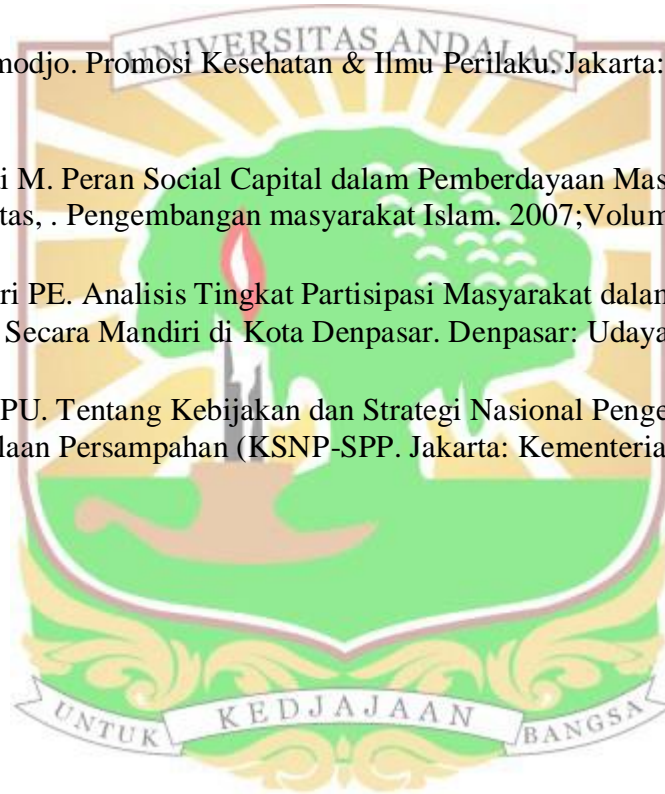 UNIVERSITAS ANDALAS
modjo. Promosi Kesehatan & Ilmu Perilaku. Jakarta:
i M. Peran Social Capital dalam Pemberdayaan Mas
tas, . Pengembangan masyarakat Islam. 2007;Volum
ri PE. Analisis Tingkat Partisipasi Masyarakat dalam
Secara Mandiri di Kota Denpasar. Denpasar: Udaya
PU. Tentang Kebijakan dan Strategi Nasional Penge
laan Persampahan (KSNP-SPP. Jakarta: Kementeria
UNTUK KEDJAJAAN BANGSA